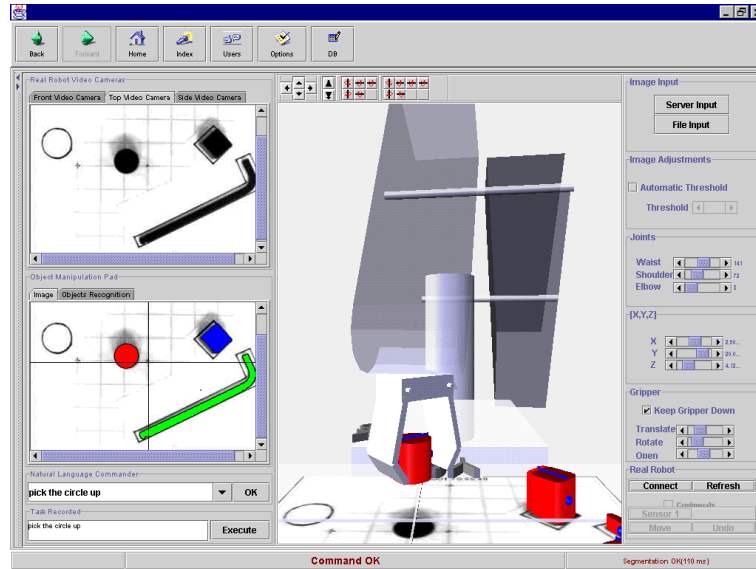 Back
Forward
Home
Index
Users
Options
DB
Real Robot Video Cameras
Front Video Camera
Top Video Camera
Side Video Camera
Object Manipulation Pad
Image
Objects Recognition
Natural Language Commander
pick the circle up
OK
Task Recorded
pick the circle up
Execute
Image Input
Server Input
File Input
Image Adjustments
Automatic Threshold
Threshold
Joints
Waist 141
Shoulder 72
Elbow
[X,Y,Z]
X
Y
Z
Gripper
Keep Gripper Down
Translate
Rotate
Open
Real Robot
Connect
Refresh
Continuously
Sensor 1
Move
Undo
Command OK
Segmentation OK(110 ms)